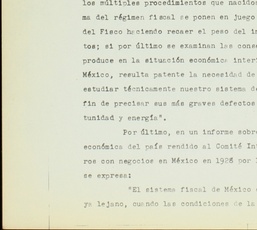 los múltiples procedimientos que nacidos
ma del régimen fiscal se ponen en juego
del Fisco haciendo recaer el peso del i
tos; si por último se examinan las cons
produce en la situación económica inter
México, resulta patente la necesidad de
estudiar técnicamente nuestro sistema
fin de precisar sus más graves defectos
tunidad y energía".
Por último, en un informe sobre
económica del país rendido al Comité In
ros con negocios en México en 1926 por
se expresa:
"El sistema fiscal de México
ya lejano, cuando las condiciones de la